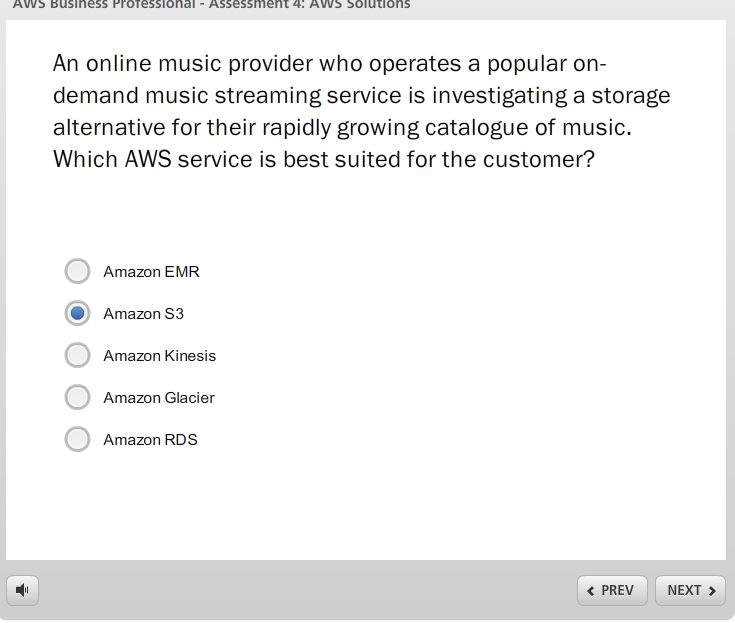 AWS Business Professional - Assessment 4: AWS Solutions
An online music provider who operates a popular on-
demand music streaming service is investigating a storage
alternative for their rapidly growing catalogue of music.
Which AWS service is best suited for the customer?
Amazon EMR
Amazon S3
Amazon Kinesis
Amazon Glacier
Amazon RDS
PREV
NEXT